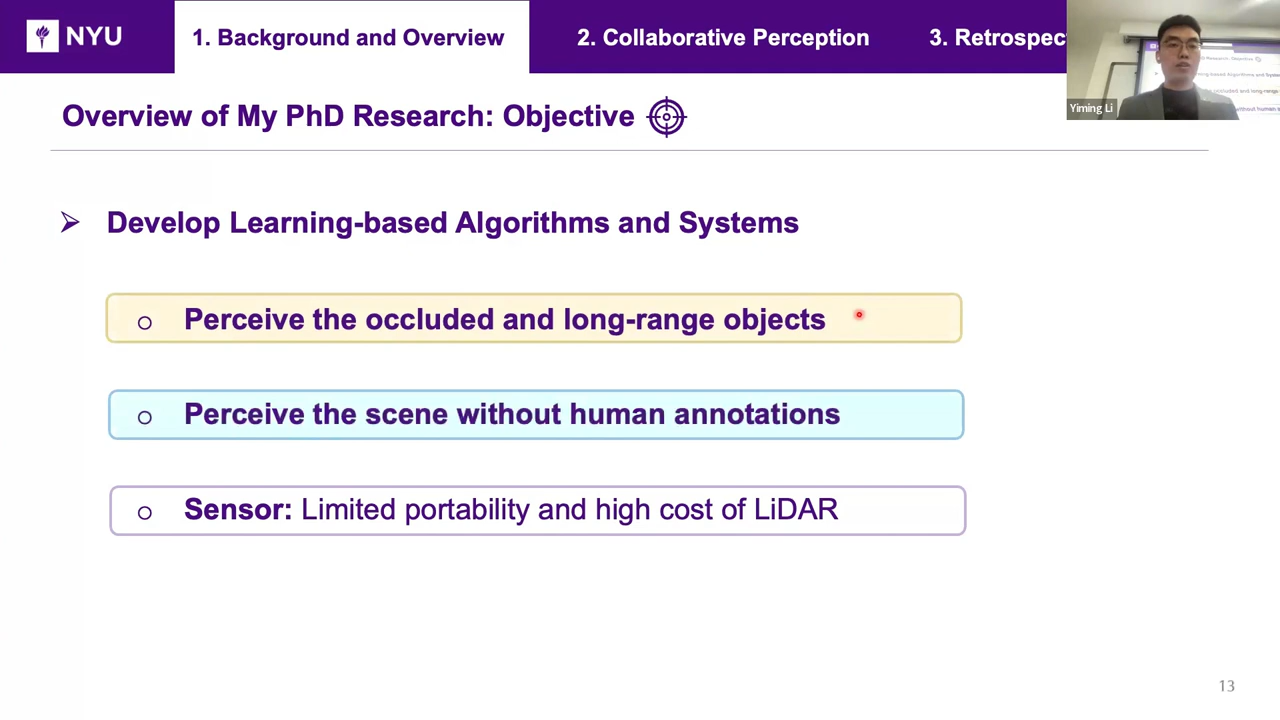 NYU
1. Background and Overview
2. Collaborative Perception
3. Retrospec
Yiming Li
Overview of My PhD Research: Objective
➢ Develop Learning-based Algorithms and Systems
o Perceive the occluded and long-range objects
o Perceive the scene without human annotations
o Sensor: Limited portability and high cost of LiDAR
13